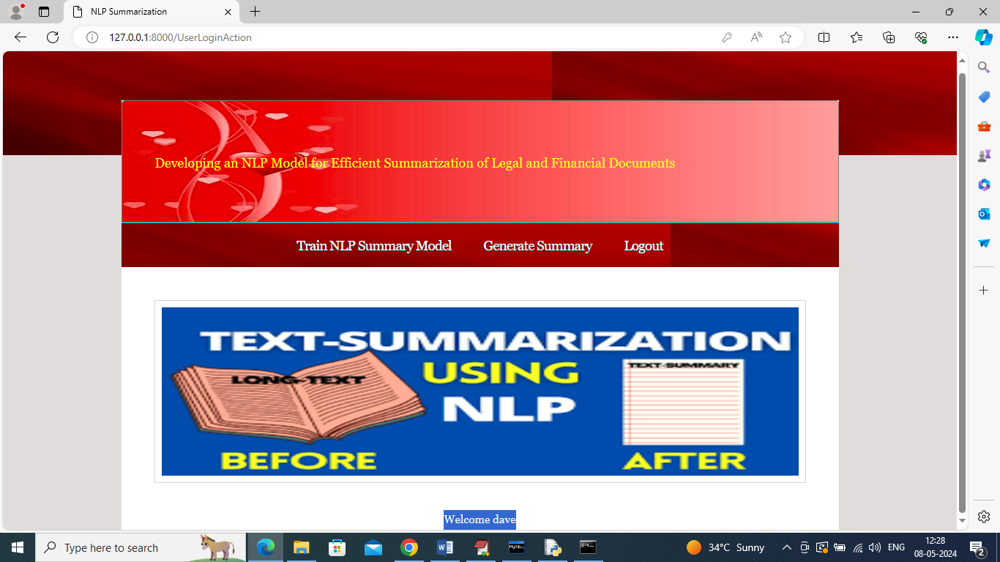 NLP Summarization
127.0.0.1:8000/UserLoginAction
Developing an NLP Model for Efficient Summarization of Legal and Financial Documents
Train NLP Summary Model Generate Summary Logout
TEXT-SUMMARIZATION
LONG-TEXT USING TEXT-SUMMARY
NLP
BEFORE AFTER
Welcome dave
Type here to search 34°C Sunny ENG 12:28
08-05-2024 2